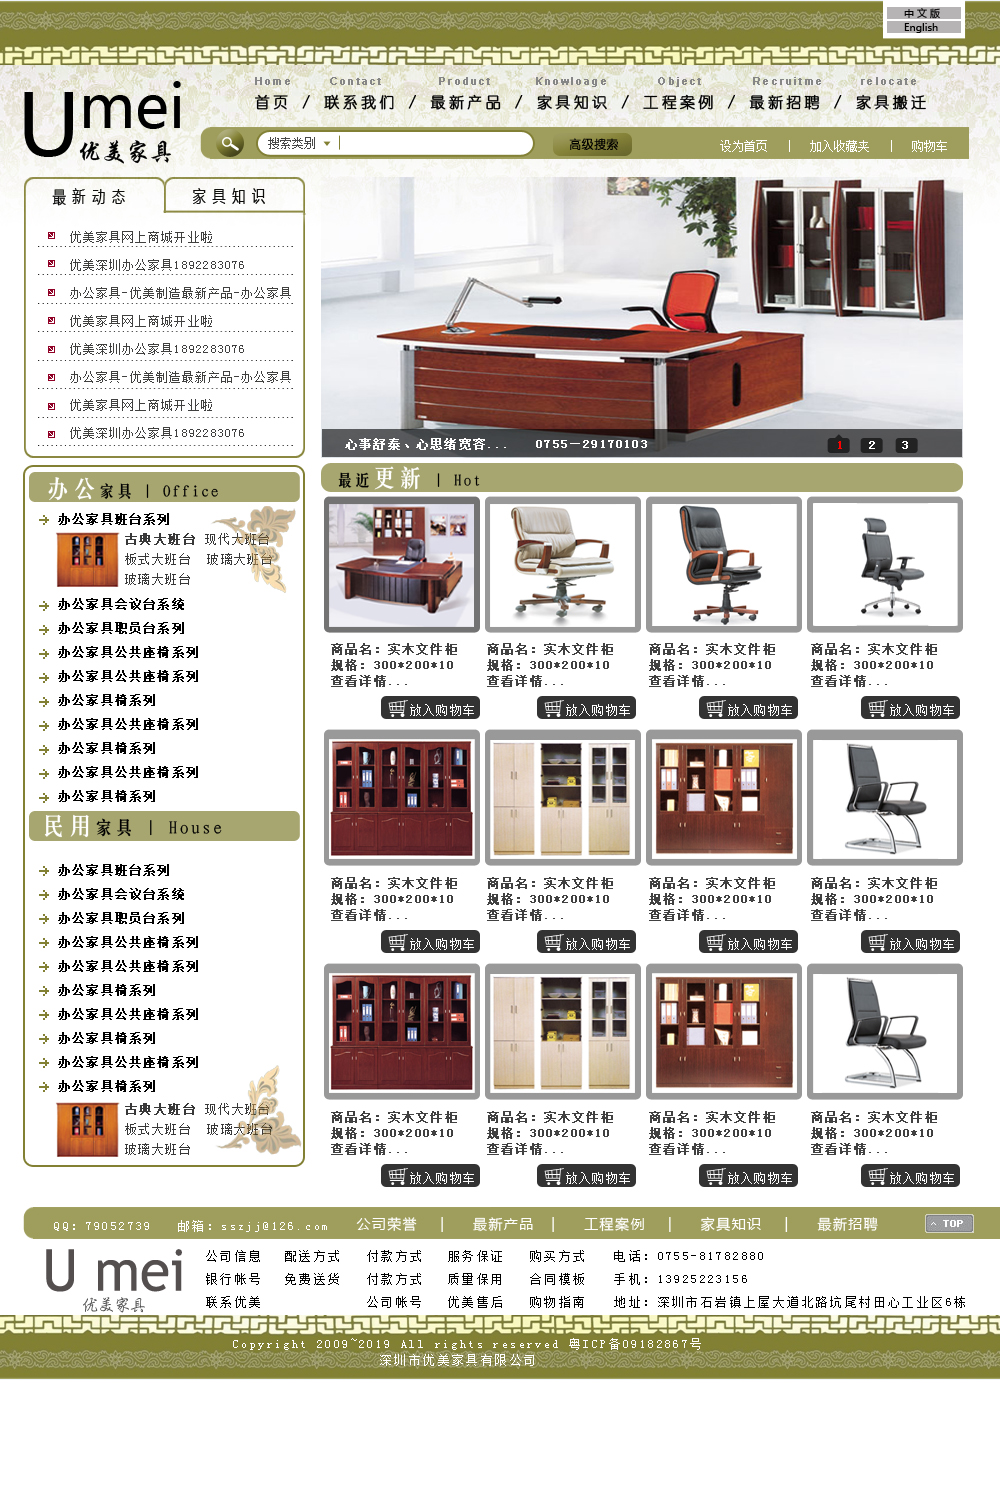 中文版
English
Umei
优美家具
Home Contact Product Knowloage Object Recruitme relocate
首页 / 联系我们 / 最新产品 / 家具知识 / 工程案例 / 最新招聘 / 家具搬迁
搜索类别
高级搜索
设为首页 | 加入收藏夹 | 购物车
最新动态 家具知识
优美家具网上商城开业啦
优美深圳办公家具1892283076
办公家具-优美制造最新产品-办公家具
优美家具网上商城开业啦
优美深圳办公家具1892283076
办公家具-优美制造最新产品-办公家具
优美家具网上商城开业啦
优美深圳办公家具1892283076
心事舒泰、心思绪宽容... 0755—29170103
1 2 3
办公家具 | Office
办公家具班台系列
古典大班台 现代大班台
板式大班台 玻璃大班台
玻璃大班台
办公家具会议台系统
办公家具职员台系列
办公家具公共座椅系列
办公家具公共座椅系列
办公家具椅系列
办公家具公共座椅系列
办公家具椅系列
办公家具公共座椅系列
办公家具椅系列
民用家具 | House
办公家具班台系列
办公家具会议台系统
办公家具职员台系列
办公家具公共座椅系列
办公家具公共座椅系列
办公家具椅系列
办公家具公共座椅系列
办公家具椅系列
办公家具公共座椅系列
办公家具椅系列
古典大班台 现代大班台
板式大班台 玻璃大班台
玻璃大班台
最近更新 | Hot
商品名：实木文件柜 商品名：实木文件柜 商品名：实木文件柜 商品名：实木文件柜
规格：300*200*10 规格：300*200*10 规格：300*200*10 规格：300*200*10
查看详情... 查看详情... 查看详情... 查看详情...
放入购物车 放入购物车 放入购物车 放入购物车
商品名：实木文件柜 商品名：实木文件柜 商品名：实木文件柜 商品名：实木文件柜
规格：300*200*10 规格：300*200*10 规格：300*200*10 规格：300*200*10
查看详情... 查看详情... 查看详情... 查看详情...
放入购物车 放入购物车 放入购物车 放入购物车
商品名：实木文件柜 商品名：实木文件柜 商品名：实木文件柜 商品名：实木文件柜
规格：300*200*10 规格：300*200*10 规格：300*200*10 规格：300*200*10
查看详情... 查看详情... 查看详情... 查看详情...
放入购物车 放入购物车 放入购物车 放入购物车
QQ：79052739 邮箱：sszjj@126.com 公司荣誉 | 最新产品 | 工程案例 | 家具知识 | 最新招聘 TOP
Umei
优美家具
公司信息 配送方式 付款方式 服务保证 购买方式 电话：0755-81782880
银行帐号 免费送货 付款方式 质量保用 合同模板 手机：13925223156
联系优美 公司帐号 优美售后 购物指南 地址：深圳市石岩镇上屋大道北路坑尾村田心工业区6栋
Copyright 2009~2019 All rights reserved 粤ICP备09182867号
深圳市优美家具有限公司